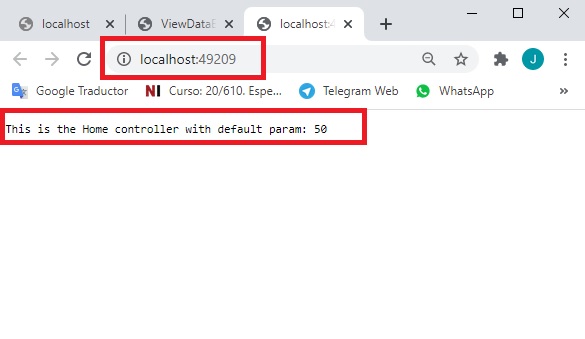 localhost
ViewDataE
localhost:4
localhost:49209
J
Google Traductor
NI Curso: 20/610. Espe...
Telegram Web
WhatsApp
»
This is the Home controller with default param: 50